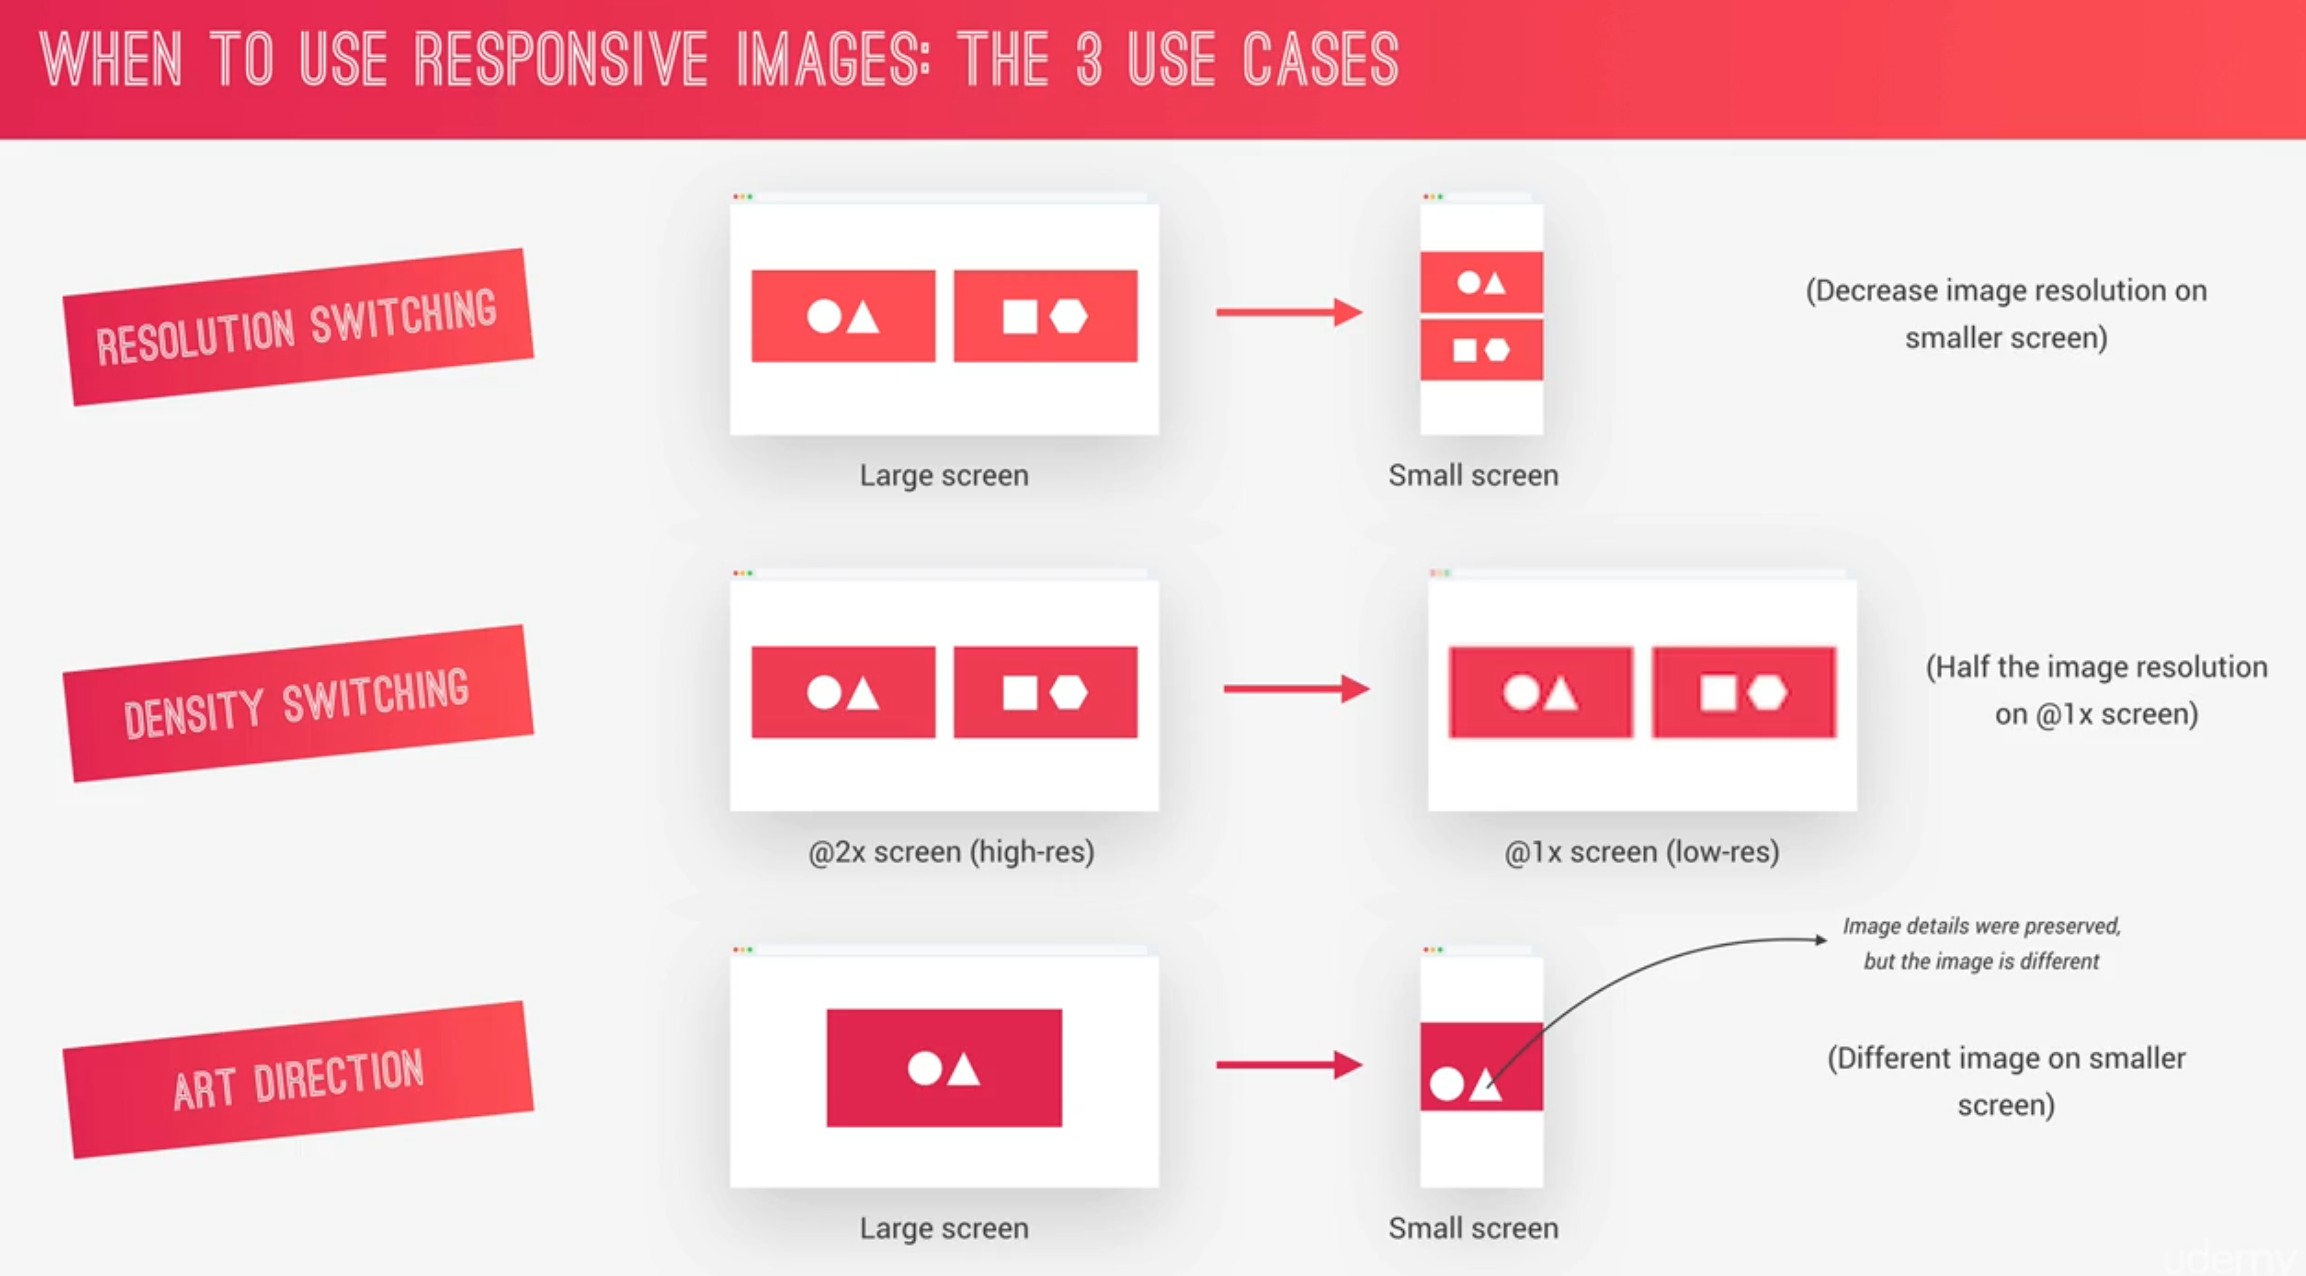 WHEN TO USE RESPONSIVE IMAGES: THE 3 USE CASES
RESOLUTION SWITCHING
Large screen
Small screen
(Decrease image resolution on
smaller screen)
DENSITY SWITCHING
@2x screen (high-res)
@1x screen (low-res)
(Half the image resolution
on @1x screen)
ART DIRECTION
Large screen
Small screen
Image details were preserved,
but the image is different
(Different image on smaller
screen)
udemy